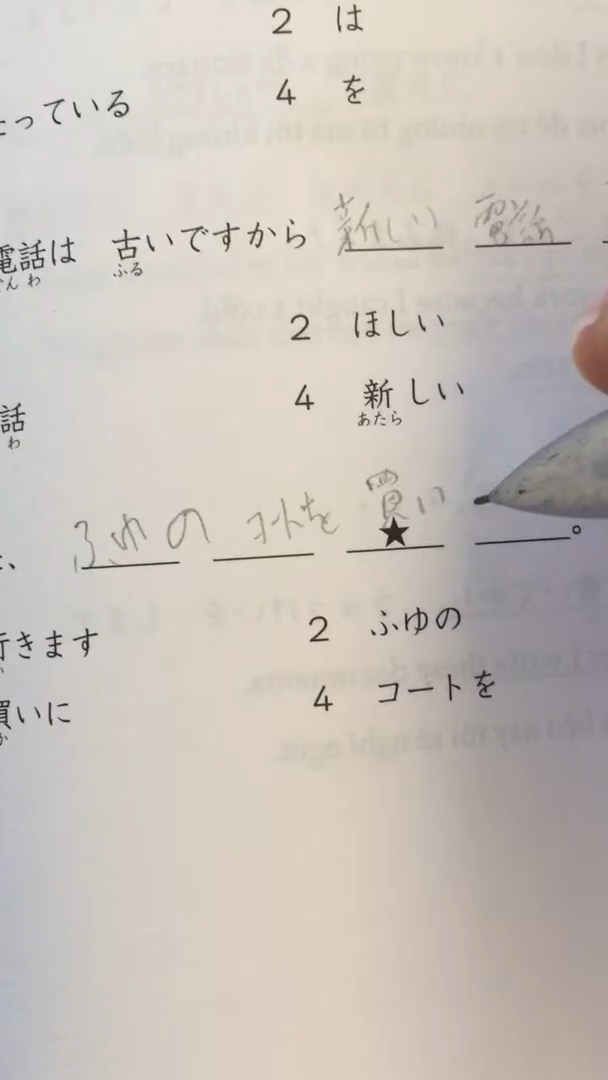 2 は
っている 4 を
電話は 古いですから 新しい 電話
ふる
わ
2 ほしい
4 新しい
話 あたら
わ
ふゆの コートを 買い
、 ★ 。
行きます 2 ふゆの
買いに 4 コートを
か